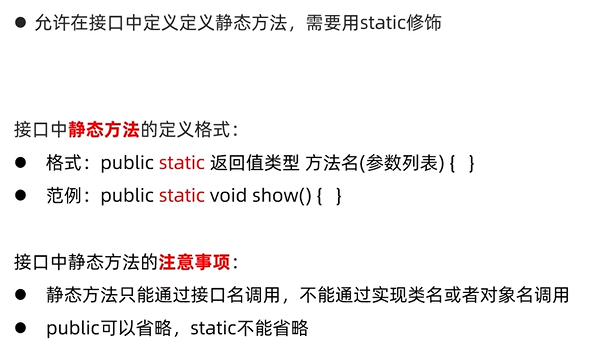 ● 允许在接口中定义定义静态方法，需要用static修饰
接口中静态方法的定义格式：
● 格式：public static 返回值类型 方法名(参数列表) { }
● 范例：public static void show() { }
接口中静态方法的注意事项：
● 静态方法只能通过接口名调用，不能通过实现类名或者对象名调用
● public可以省略，static不能省略